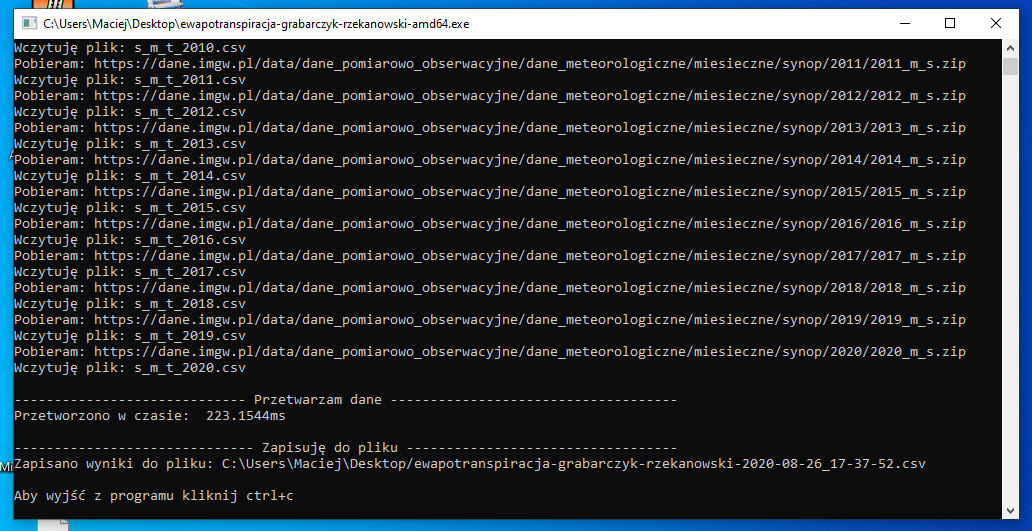 C:\Users\Maciej\Desktop\ewapotranspiracja-grabarczyk-rzekanowski-amd64.exe
Wczytuję plik: s_m_t_2010.csv
Pobieram: https://dane.imgw.pl/data/dane_pomiarowo_obserwacyjne/dane_meteorologiczne/miesieczne/synop/2011/2011_m_s.zip
Wczytuję plik: s_m_t_2011.csv
Pobieram: https://dane.imgw.pl/data/dane_pomiarowo_obserwacyjne/dane_meteorologiczne/miesieczne/synop/2012/2012_m_s.zip
Wczytuję plik: s_m_t_2012.csv
Pobieram: https://dane.imgw.pl/data/dane_pomiarowo_obserwacyjne/dane_meteorologiczne/miesieczne/synop/2013/2013_m_s.zip
Wczytuję plik: s_m_t_2013.csv
Pobieram: https://dane.imgw.pl/data/dane_pomiarowo_obserwacyjne/dane_meteorologiczne/miesieczne/synop/2014/2014_m_s.zip
Wczytuję plik: s_m_t_2014.csv
Pobieram: https://dane.imgw.pl/data/dane_pomiarowo_obserwacyjne/dane_meteorologiczne/miesieczne/synop/2015/2015_m_s.zip
Wczytuję plik: s_m_t_2015.csv
Pobieram: https://dane.imgw.pl/data/dane_pomiarowo_obserwacyjne/dane_meteorologiczne/miesieczne/synop/2016/2016_m_s.zip
Wczytuję plik: s_m_t_2016.csv
Pobieram: https://dane.imgw.pl/data/dane_pomiarowo_obserwacyjne/dane_meteorologiczne/miesieczne/synop/2017/2017_m_s.zip
Wczytuję plik: s_m_t_2017.csv
Pobieram: https://dane.imgw.pl/data/dane_pomiarowo_obserwacyjne/dane_meteorologiczne/miesieczne/synop/2018/2018_m_s.zip
Wczytuję plik: s_m_t_2018.csv
Pobieram: https://dane.imgw.pl/data/dane_pomiarowo_obserwacyjne/dane_meteorologiczne/miesieczne/synop/2019/2019_m_s.zip
Wczytuję plik: s_m_t_2019.csv
Pobieram: https://dane.imgw.pl/data/dane_pomiarowo_obserwacyjne/dane_meteorologiczne/miesieczne/synop/2020/2020_m_s.zip
Wczytuję plik: s_m_t_2020.csv
----------------------------- Przetwarzam dane ------------------------------------
Przetworzono w czasie:  223.1544ms
------------------------------ Zapisuję do pliku ----------------------------------
Zapisano wyniki do pliku: C:\Users\Maciej\Desktop/ewapotranspiracja-grabarczyk-rzekanowski-2020-08-26_17-37-52.csv
Aby wyjść z programu kliknij ctrl+c